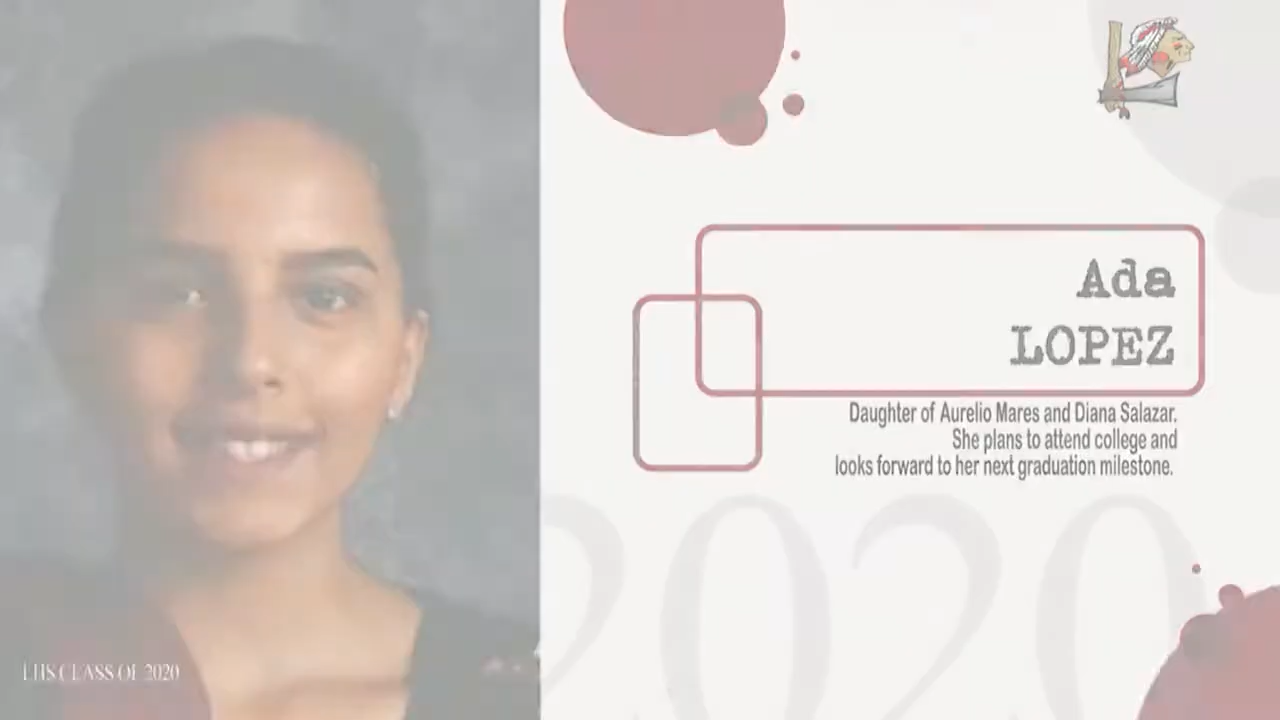 Ada
LOPEZ
Daughter of Aurelio Mares and Diana Salazar.
She plans to attend college and
looks forward to her next graduation milestone.
2020
LHS CLASS OF 2020